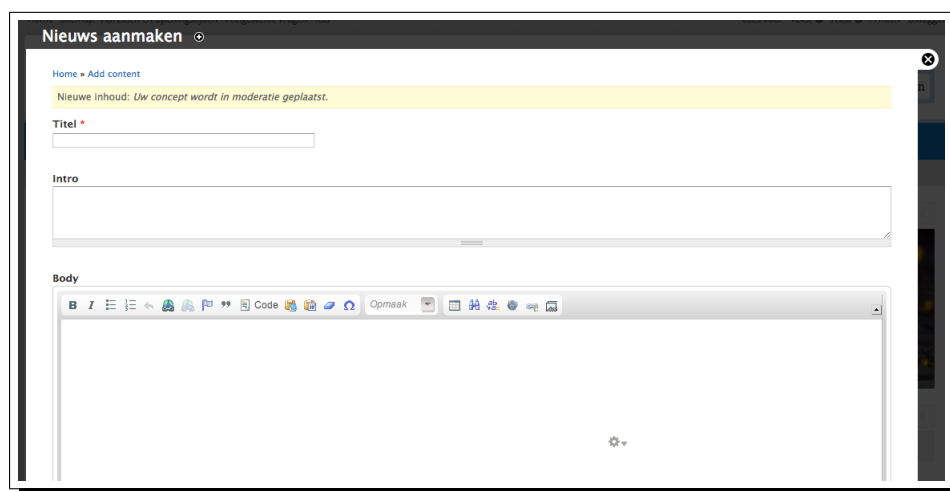 Nieuws aanmaken
Home » Add content
Nieuwe inhoud: Uw concept wordt in moderatie geplaatst.
Titel *
Intro
Body
B I Code Opmaak